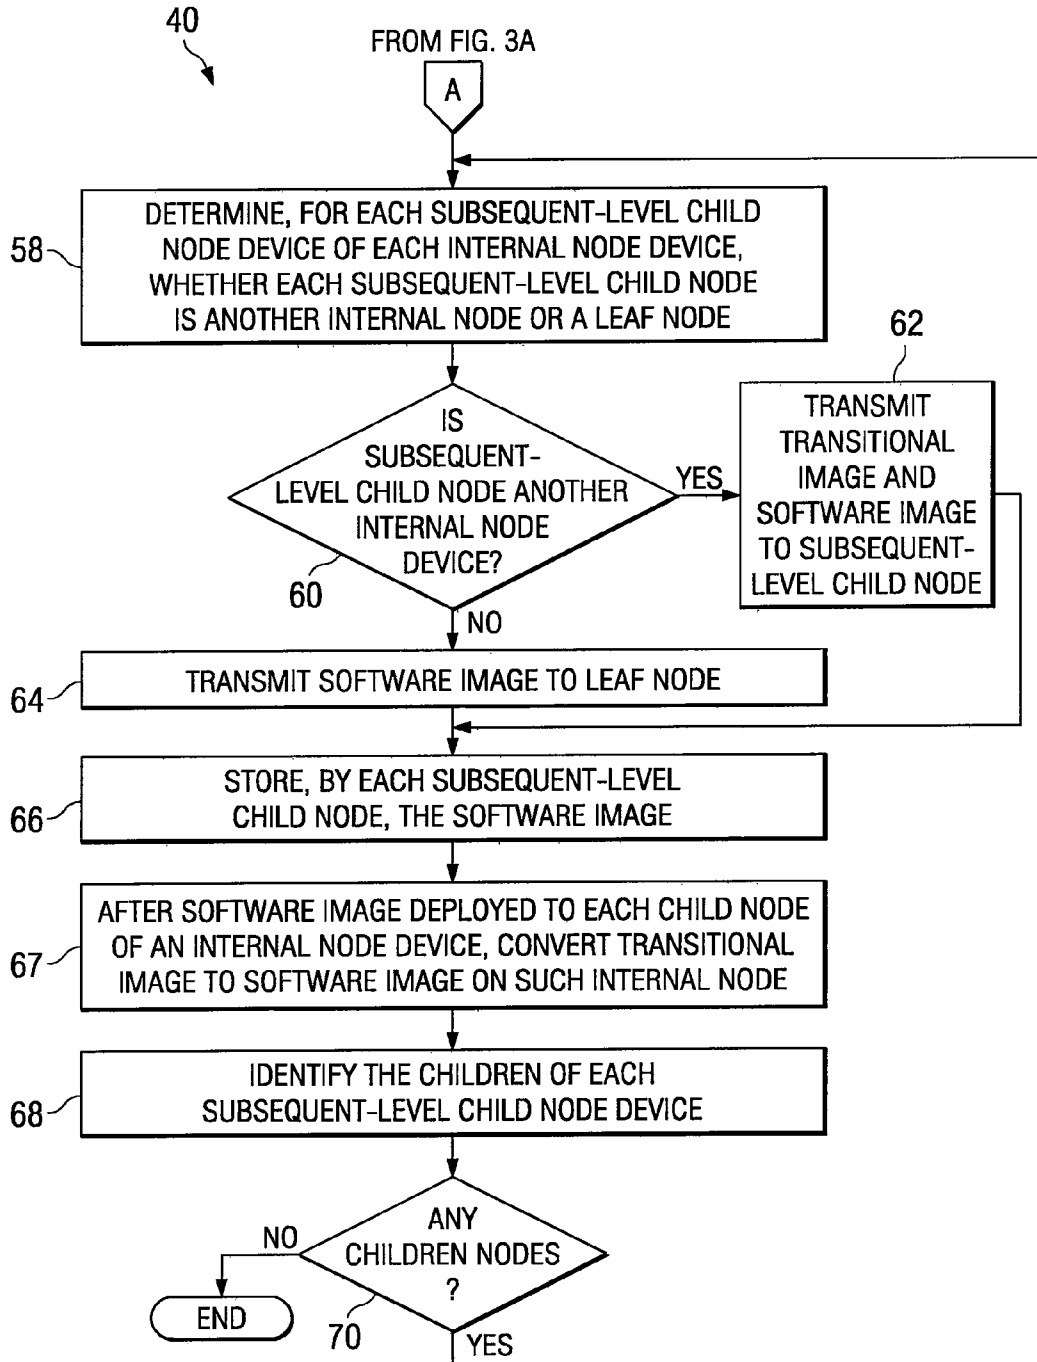 40
FROM FIG. 3A
A
58
DETERMINE, FOR EACH SUBSEQUENT-LEVEL CHILD
NODE DEVICE OF EACH INTERNAL NODE DEVICE,
WHETHER EACH SUBSEQUENT-LEVEL CHILD NODE
IS ANOTHER INTERNAL NODE OR A LEAF NODE
IS
SUBSEQUENT-
LEVEL CHILD NODE ANOTHER
INTERNAL NODE
DEVICE?
60
YES
62
TRANSMIT
TRANSITIONAL
IMAGE AND
SOFTWARE IMAGE
TO SUBSEQUENT-
LEVEL CHILD NODE
NO
64
TRANSMIT SOFTWARE IMAGE TO LEAF NODE
66
STORE, BY EACH SUBSEQUENT-LEVEL
CHILD NODE, THE SOFTWARE IMAGE
67
AFTER SOFTWARE IMAGE DEPLOYED TO EACH CHILD NODE
OF AN INTERNAL NODE DEVICE, CONVERT TRANSITIONAL
IMAGE TO SOFTWARE IMAGE ON SUCH INTERNAL NODE
68
IDENTIFY THE CHILDREN OF EACH
SUBSEQUENT-LEVEL CHILD NODE DEVICE
ANY
CHILDREN NODES
?
70
NO
END
YES